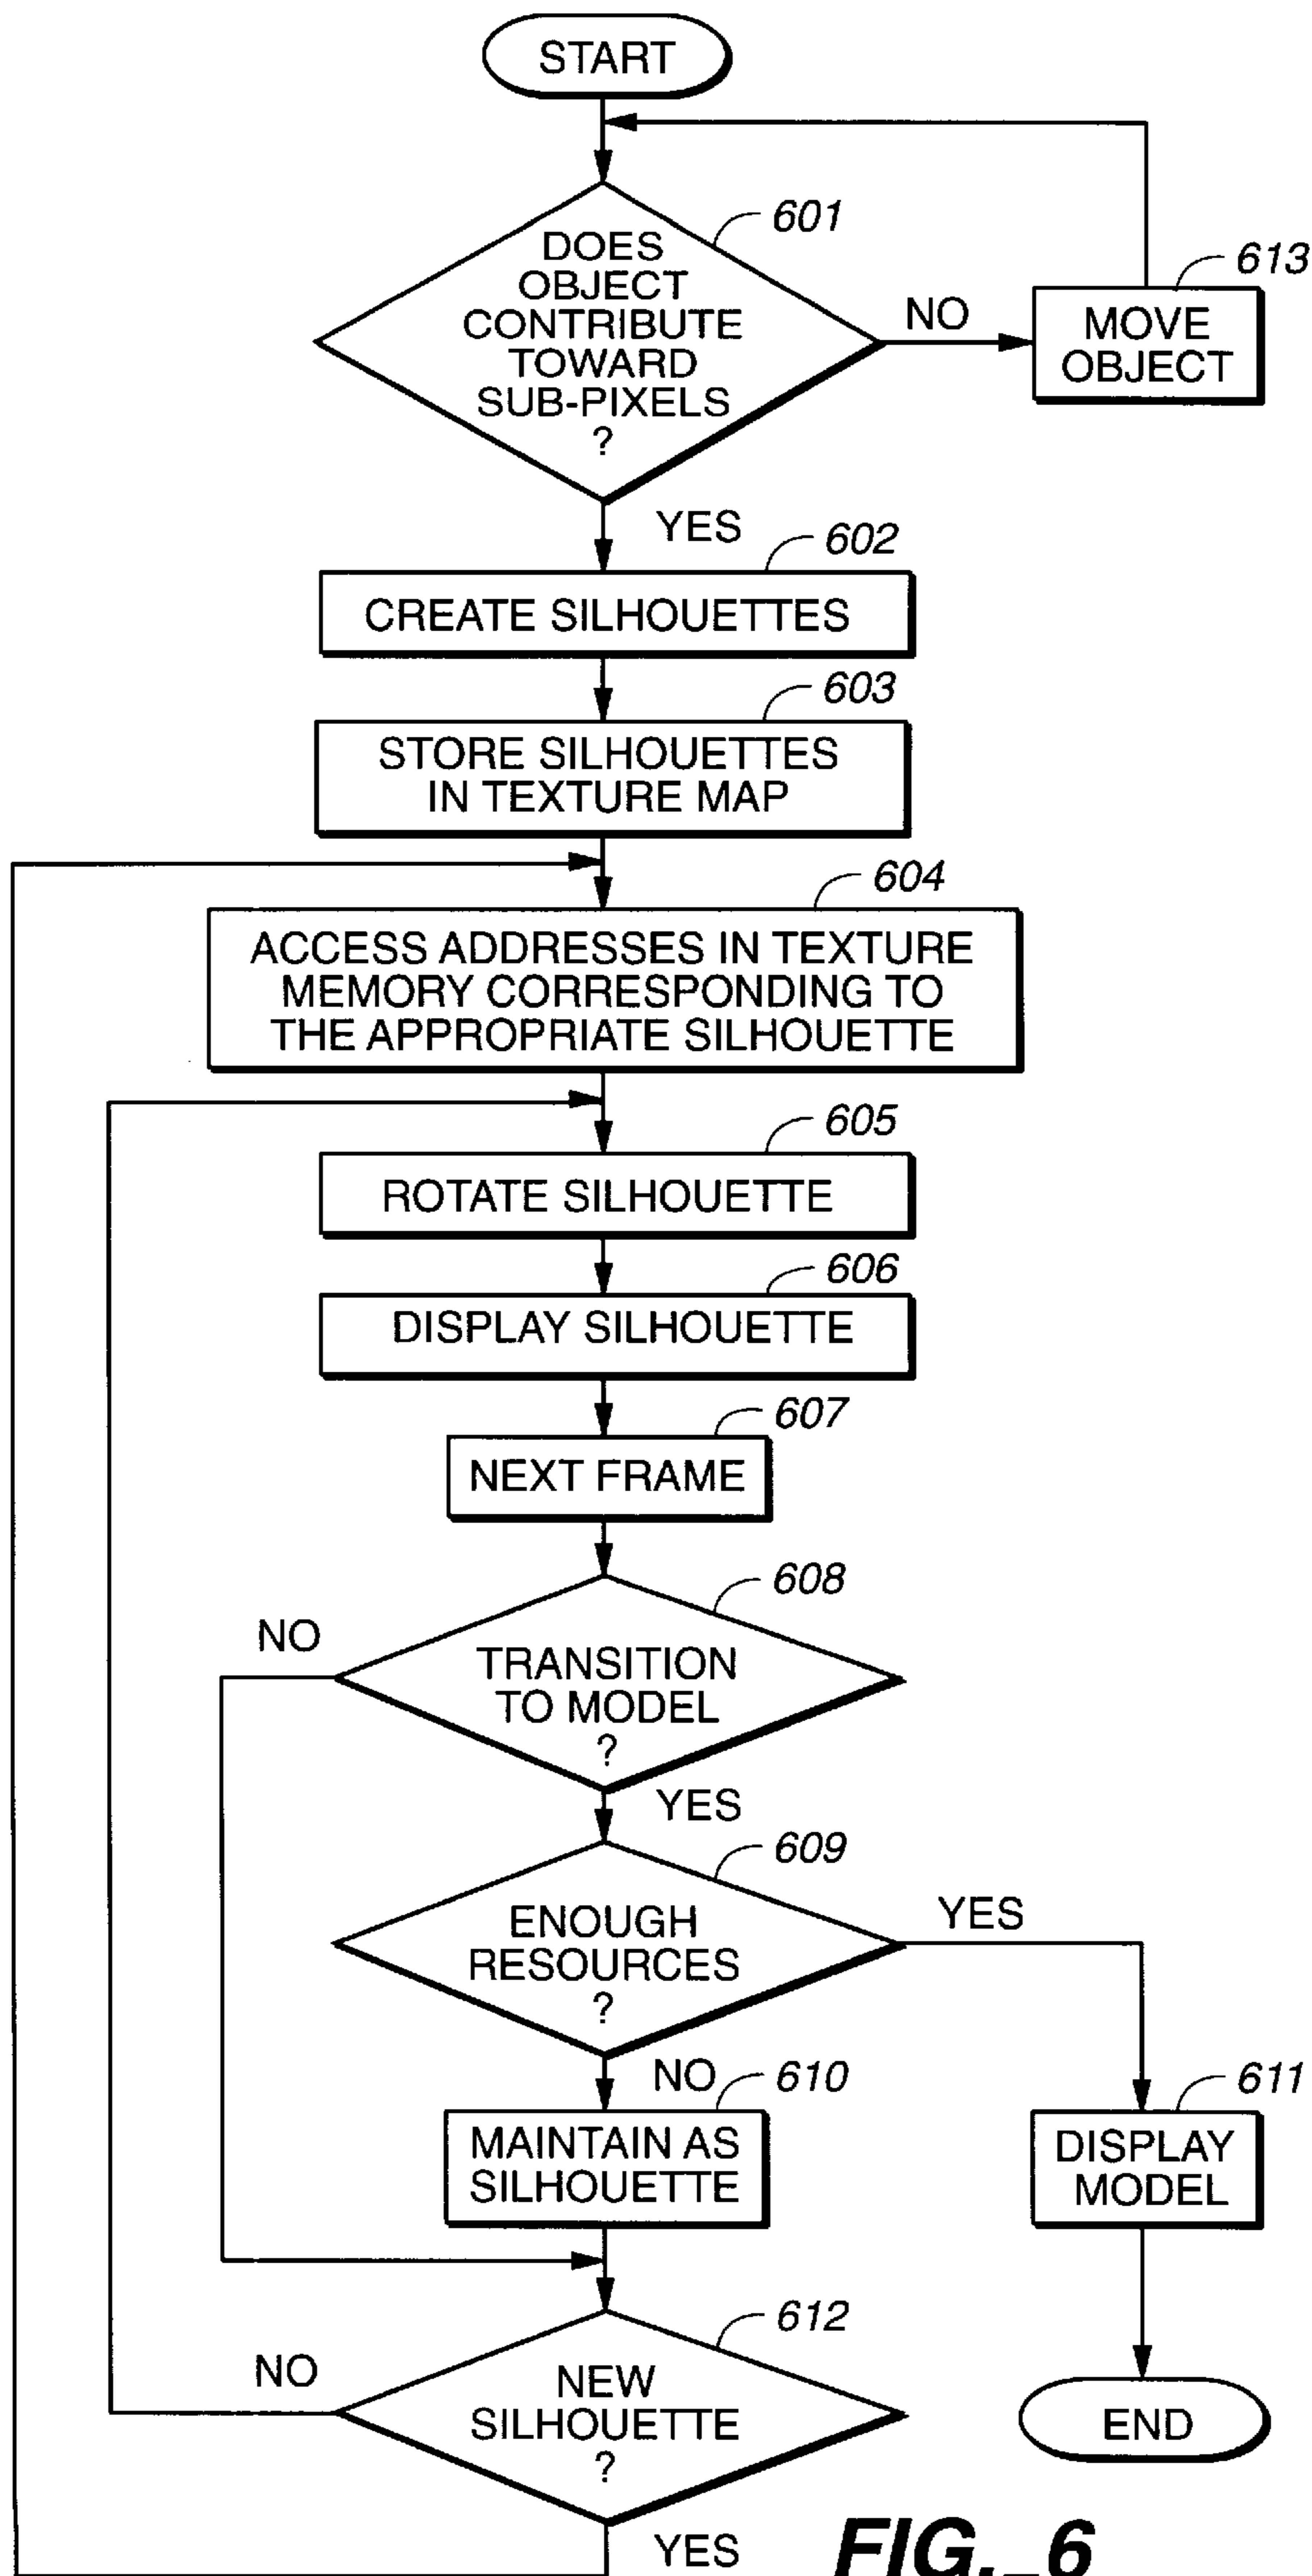 START
601
DOES
OBJECT
CONTRIBUTE
TOWARD
SUB-PIXELS
?
NO
613
MOVE
OBJECT
YES
602
CREATE SILHOUETTES
603
STORE SILHOUETTES
IN TEXTURE MAP
604
ACCESS ADDRESSES IN TEXTURE
MEMORY CORRESPONDING TO
THE APPROPRIATE SILHOUETTE
605
ROTATE SILHOUETTE
606
DISPLAY SILHOUETTE
607
NEXT FRAME
608
NO
TRANSITION
TO MODEL
?
YES
609
ENOUGH
RESOURCES
?
YES
NO
610
MAINTAIN AS
SILHOUETTE
611
DISPLAY
MODEL
612
NO
NEW
SILHOUETTE
?
END
YES
FIG._6